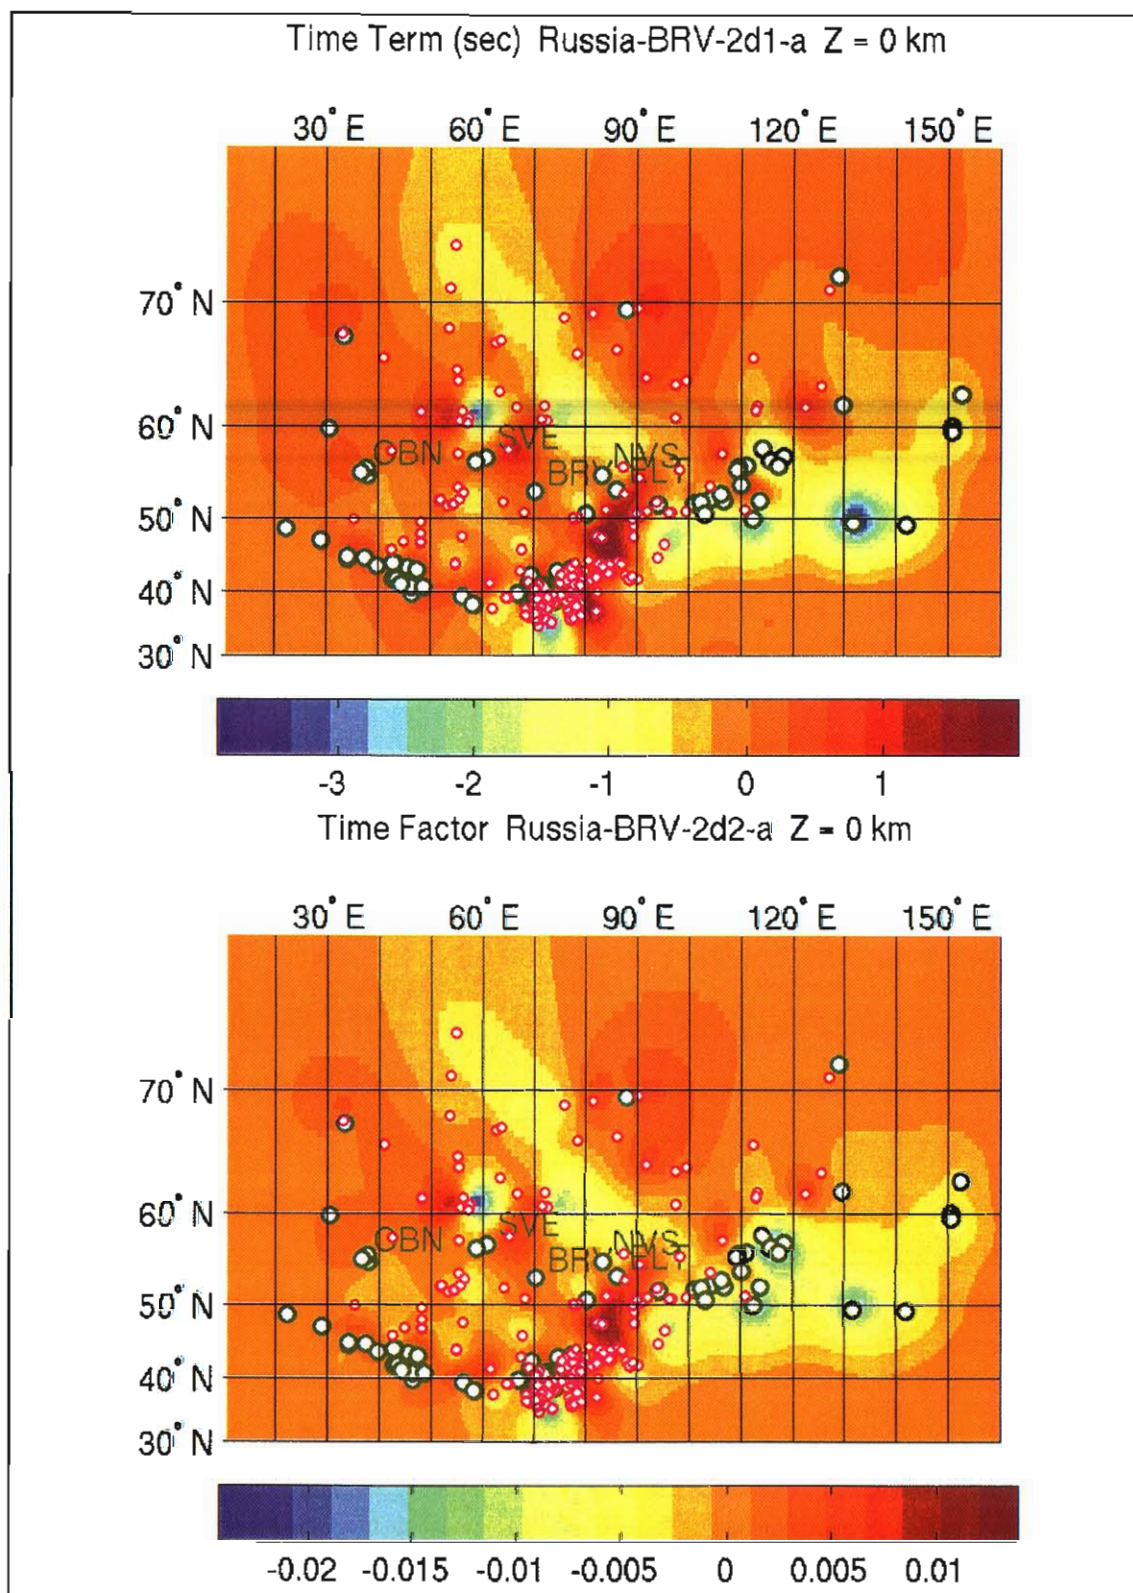 Time Term (sec) Russia-BRV-2d1-a Z = 0 km
30° E 60° E 90° E 120° E 150° E
70° N
60° N
SVE
GBN NVS
BRV ELT
50° N
40° N
30° N
-3 -2 -1 0 1
Time Factor Russia-BRV-2d2-a Z = 0 km
30° E 60° E 90° E 120° E 150° E
70° N
60° N
SVE
GBN NVS
BRV ELT
50° N
40° N
30° N
-0.02 -0.015 -0.01 -0.005 0 0.005 0.01